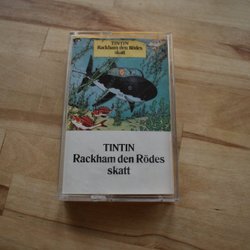 TINTIN
Rackham den Rödes
skatt
TINTIN
Rackham den Rödes
skatt